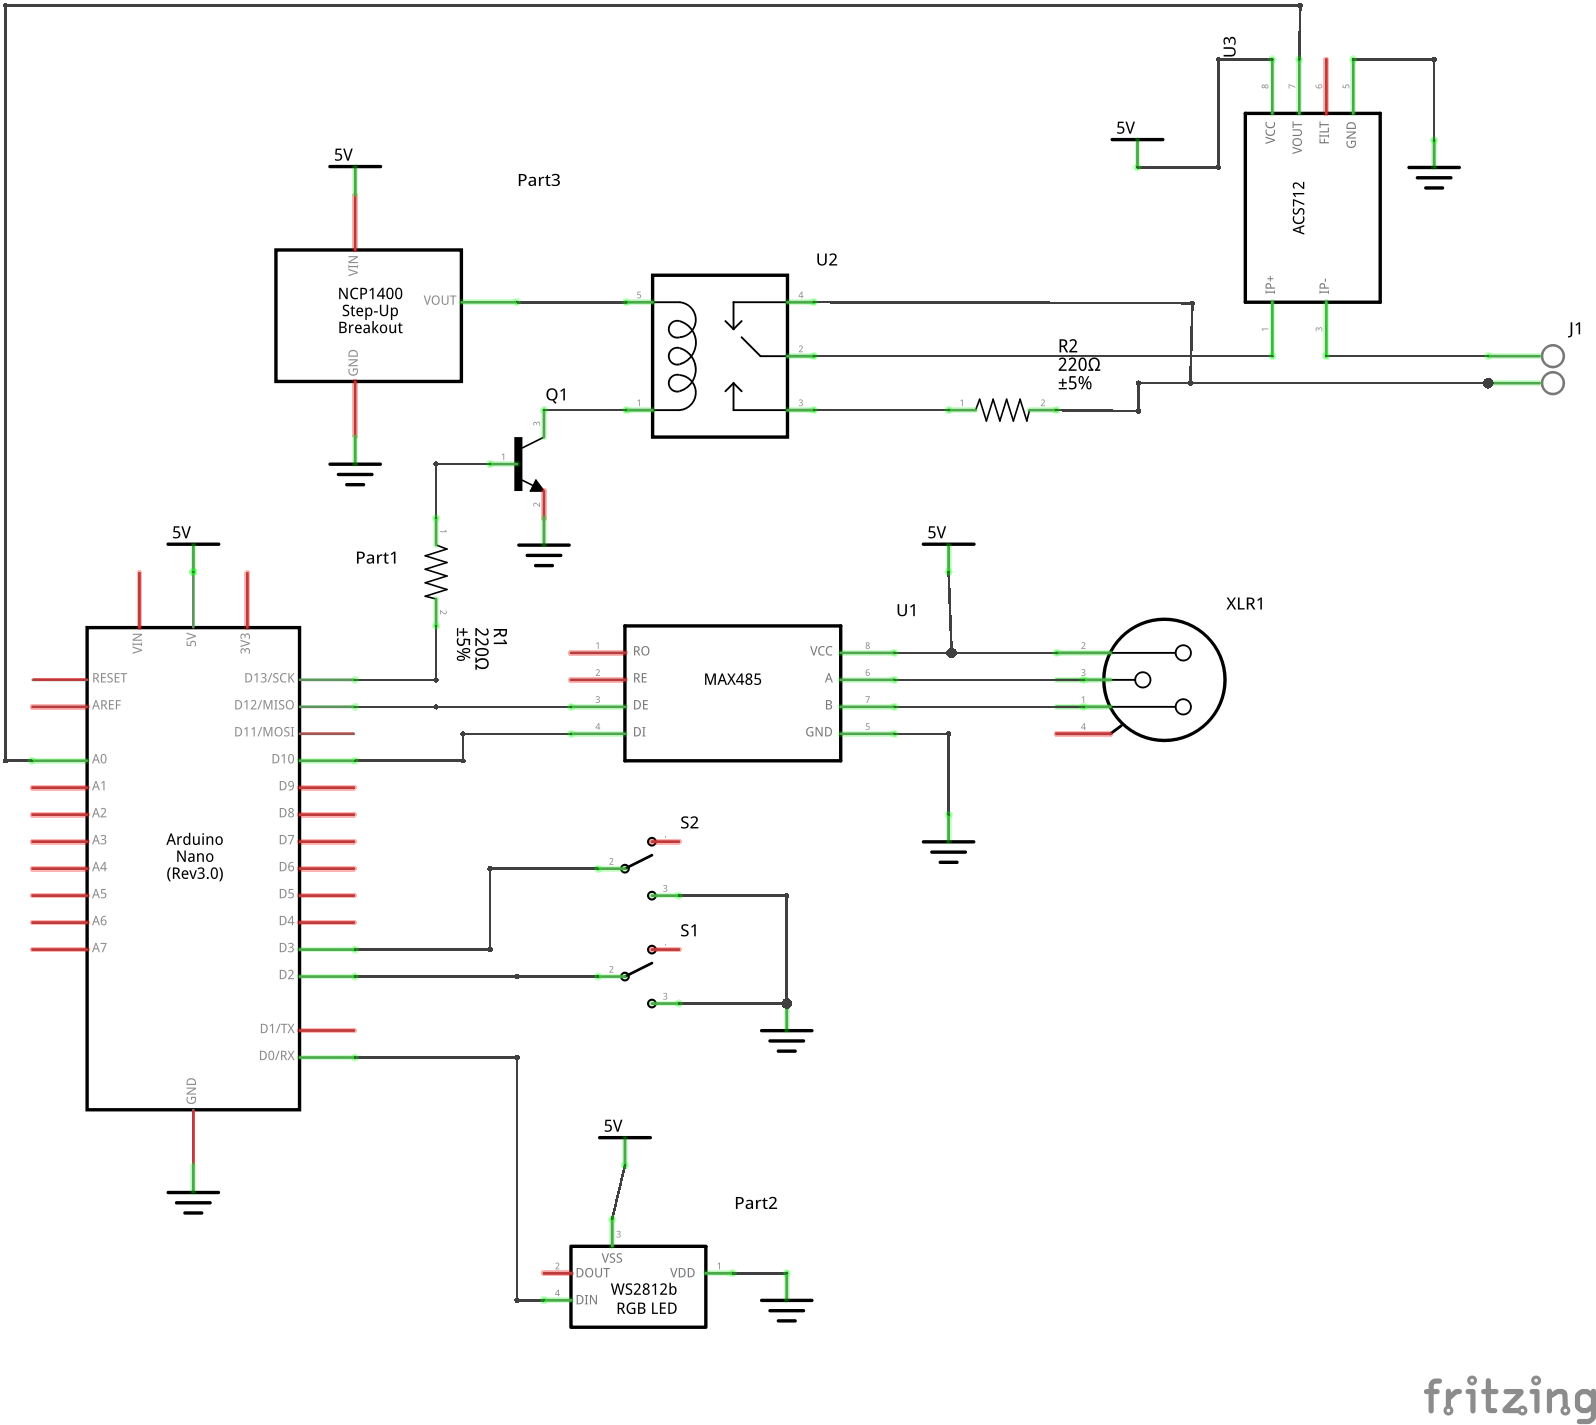 U3
8
7
6
5
VCC
VOUT
FILT
GND
5V
ACS712
IP+
IP-
1
3
J1
5V
Part3
VIN
NCP1400
Step-Up
Breakout
VOUT
GND
U2
5
4
2
1
3
R2
220Ω
±5%
1
2
Q1
3
1
2
Part1
1
2
R1
220Ω
±5%
5V
VIN
5V
3V3
RESET
AREF
A0
A1
A2
A3
A4
A5
A6
A7
D13/SCK
D12/MISO
D11/MOSI
D10
D9
D8
D7
D6
D5
D4
D3
D2
D1/TX
D0/RX
Arduino
Nano
(Rev3.0)
GND
5V
U1
1
2
3
4
RO
RE
DE
DI
MAX485
VCC
A
B
GND
8
6
7
5
XLR1
2
3
1
4
S2
2
3
S1
2
3
5V
Part2
3
VSS
2
DOUT
VDD
1
WS2812b
RGB LED
4
DIN
fritzing